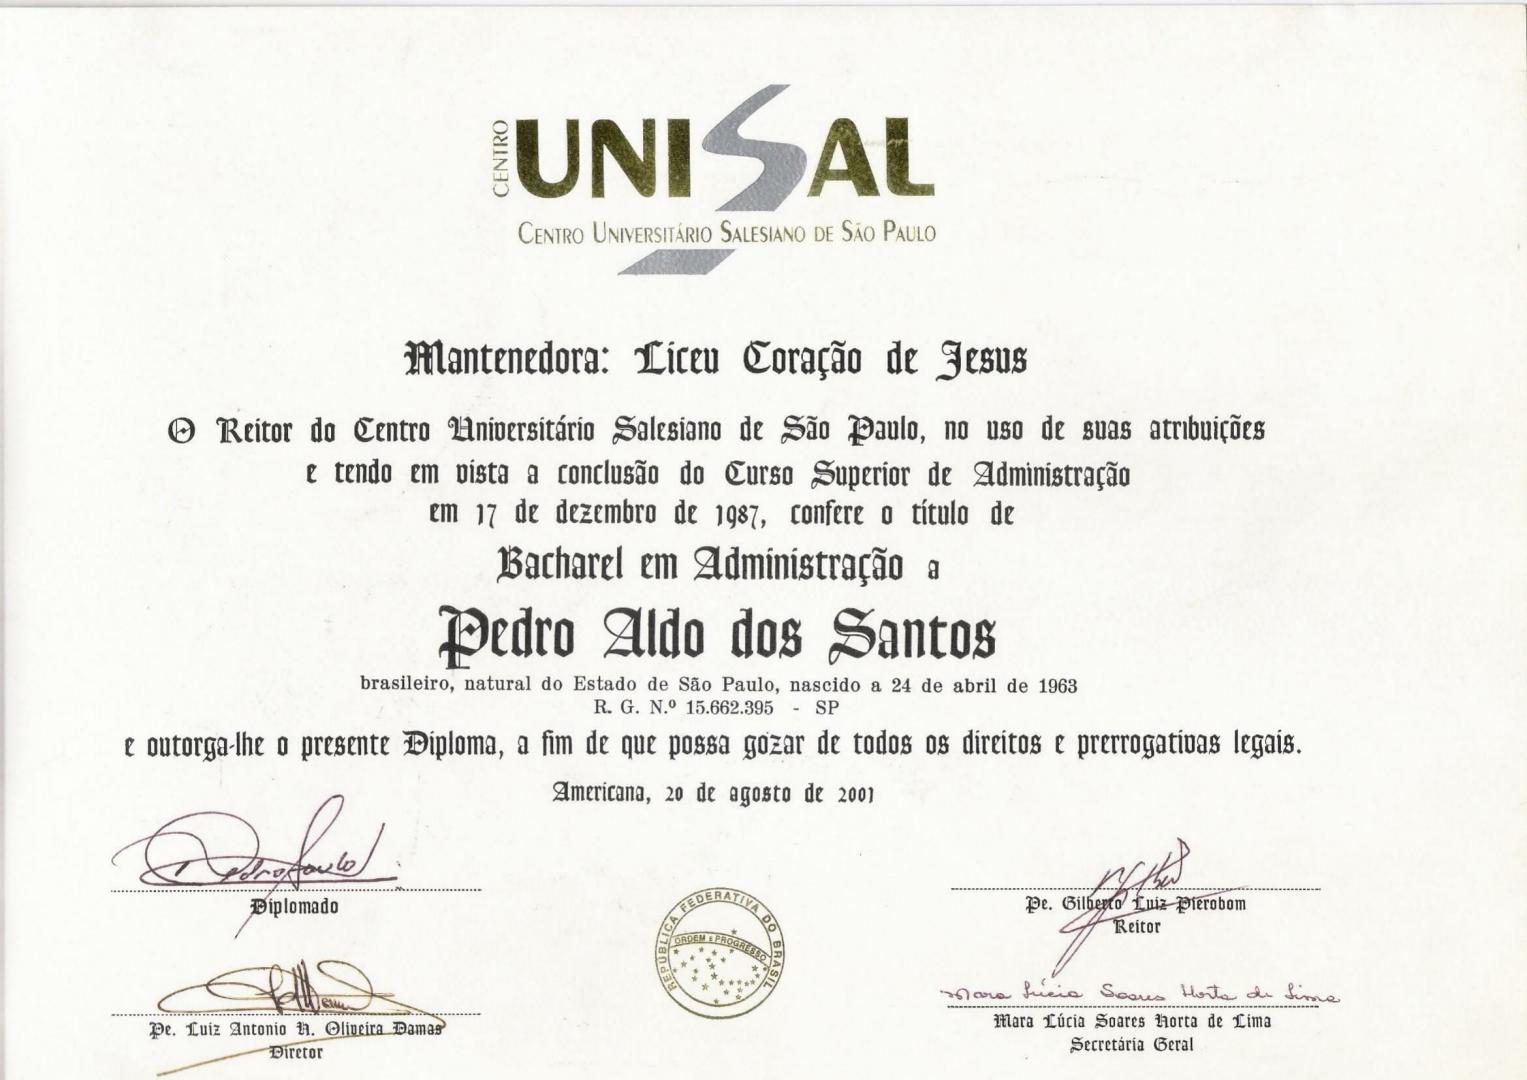 CENTRO
UNISAL
CENTRO UNIVERSITÁRIO SALESIANO DE SÃO PAULO
Mantenedora: Liceu Coração de Jesus
O Reitor do Centro Universitário Salesiano de São Paulo, no uso de suas atribuições
e tendo em vista a conclusão do Curso Superior de Administração
em 17 de dezembro de 1987, confere o título de
Bacharel em Administração a
Pedro Aldo dos Santos
brasileiro, natural do Estado de São Paulo, nascido a 24 de abril de 1963
R. G. N.º 15.662.395 - SP
e outorga-lhe o presente Diploma, a fim de que possa gozar de todos os direitos e prerrogativas legais.
Americana, 20 de agosto de 2001
Diplomado
Pe. Gilberto Luiz Pierobom
Reitor
REPÚBLICA FEDERATIVA DO BRASIL
ORDEM E PROGRESSO
Pe. Luiz Antonio H. Oliveira Damas
Diretor
Mara Lúcia Soares Horta de Lima
Mara Lúcia Soares Horta de Lima
Secretária Geral